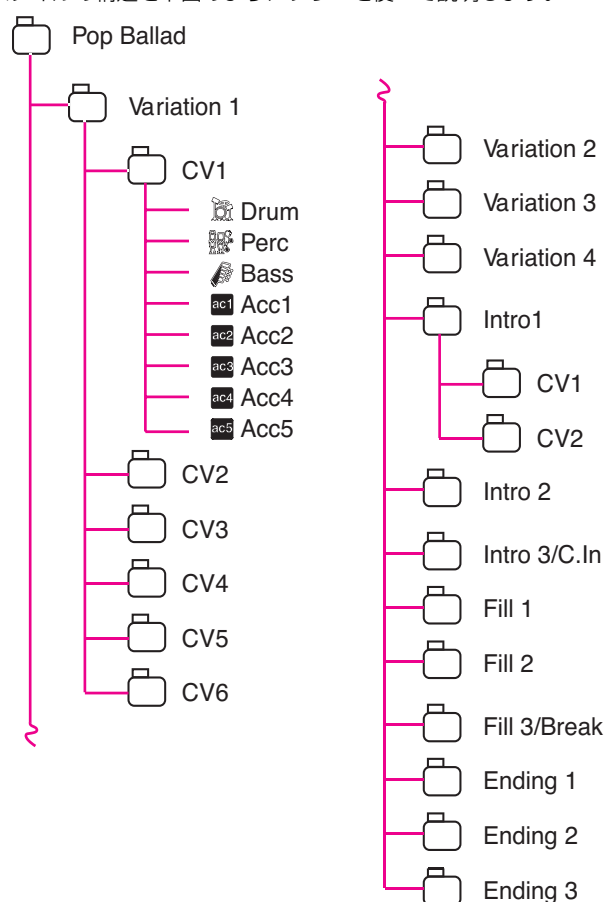 Pop Ballad
Variation 1
CV1
Drum
Perc
Bass
ac1 Acc1
ac2 Acc2
ac3 Acc3
ac4 Acc4
ac5 Acc5
CV2
CV3
CV4
CV5
CV6
Variation 2
Variation 3
Variation 4
Intro1
CV1
CV2
Intro 2
Intro 3/C.In
Fill 1
Fill 2
Fill 3/Break
Ending 1
Ending 2
Ending 3